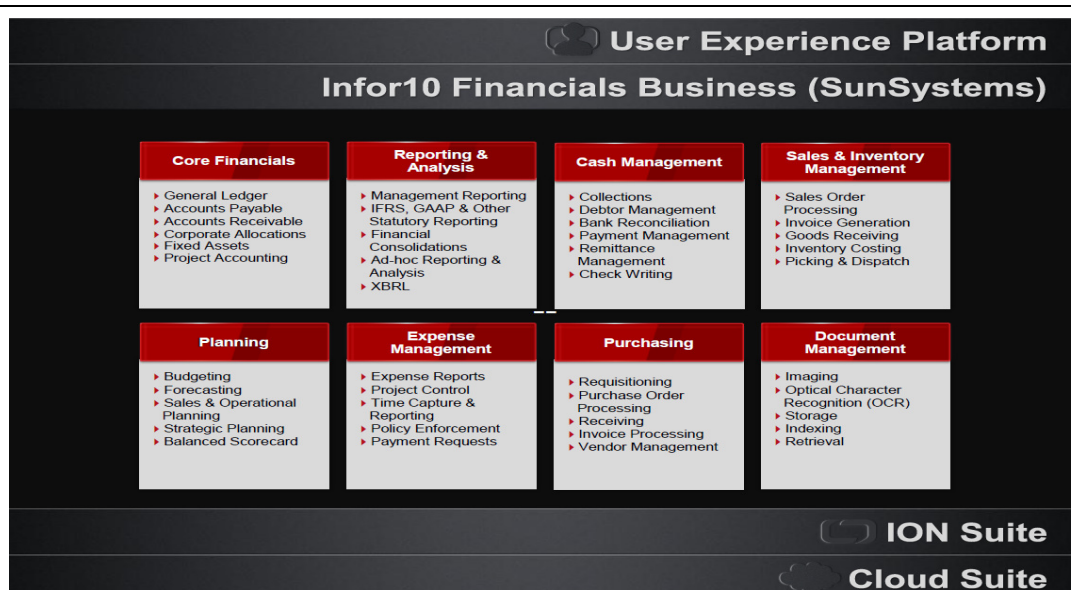 User Experience Platform
Infor10 Financials Business (SunSystems)
Core Financials
General Ledger
Accounts Payable
Accounts Receivable
Corporate Allocations
Fixed Assets
Project Accounting
Reporting &
Analysis
Management Reporting
IFRS, GAAP & Other
Statutory Reporting
Financial
Consolidations
Ad-hoc Reporting &
Analysis
XBRL
Cash Management
Collections
Debtor Management
Bank Reconciliation
Payment Management
Remittance
Management
Check Writing
Sales & Inventory
Management
Sales Order
Processing
Invoice Generation
Goods Receiving
Inventory Costing
Picking & Dispatch
Planning
Budgeting
Forecasting
Sales & Operational
Planning
Strategic Planning
Balanced Scorecard
Expense
Management
Expense Reports
Project Control
Time Capture &
Reporting
Policy Enforcement
Payment Requests
Purchasing
Requisitioning
Purchase Order
Processing
Receiving
Invoice Processing
Vendor Management
Document
Management
Imaging
Optical Character
Recognition (OCR)
Storage
Indexing
Retrieval
ION Suite
Cloud Suite